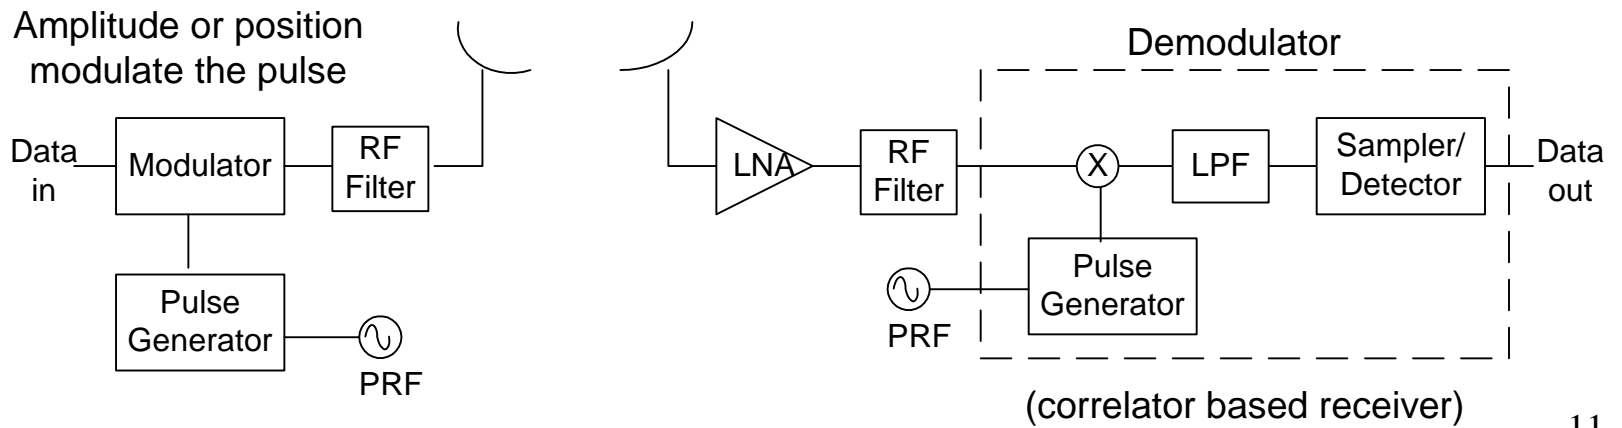 Amplitude or position
modulate the pulse
Data
in
Modulator
RF
Filter
Pulse
Generator
PRF
LNA
RF
Filter
Demodulator
X
LPF
Sampler/
Detector
Data
out
Pulse
Generator
PRF
(correlator based receiver)
11